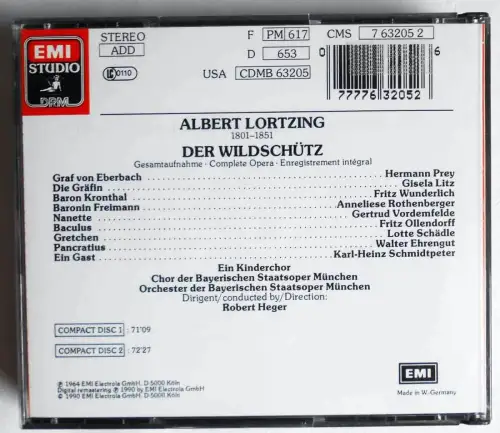 EMI
STUDIO
DRM
STEREO
ADD
LC 0110
F PM 617 CMS 7 63205 2
D 653
USA CDMB 63205
0 77776 32052 6
ALBERT LORTZING
1801–1851
DER WILDSCHÜTZ
Gesamtaufnahme · Complete Opera · Enregistrement intégral
Graf von Eberbach Hermann Prey
Die Gräfin Gisela Litz
Baron Kronthal Fritz Wunderlich
Baronin Freimann Anneliese Rothenberger
Nanette Gertrud Vordemfelde
Baculus Fritz Ollendorff
Gretchen Lotte Schädle
Pancratius Walter Ehrengut
Ein Gast Karl-Heinz Schmidtpeter
Ein Kinderchor
Chor der Bayerischen Staatsoper München
Orchester der Bayerischen Staatsoper München
Dirigent/conducted by/Direction:
Robert Heger
COMPACT DISC 1 : 71'09
COMPACT DISC 2 : 72'27
℗ 1964 EMI Electrola GmbH, D-5000 Köln
Digital remastering ℗ 1990 by EMI Electrola GmbH
© 1990 EMI Electrola GmbH, D-5000 Köln
EMI
Made in W.-Germany